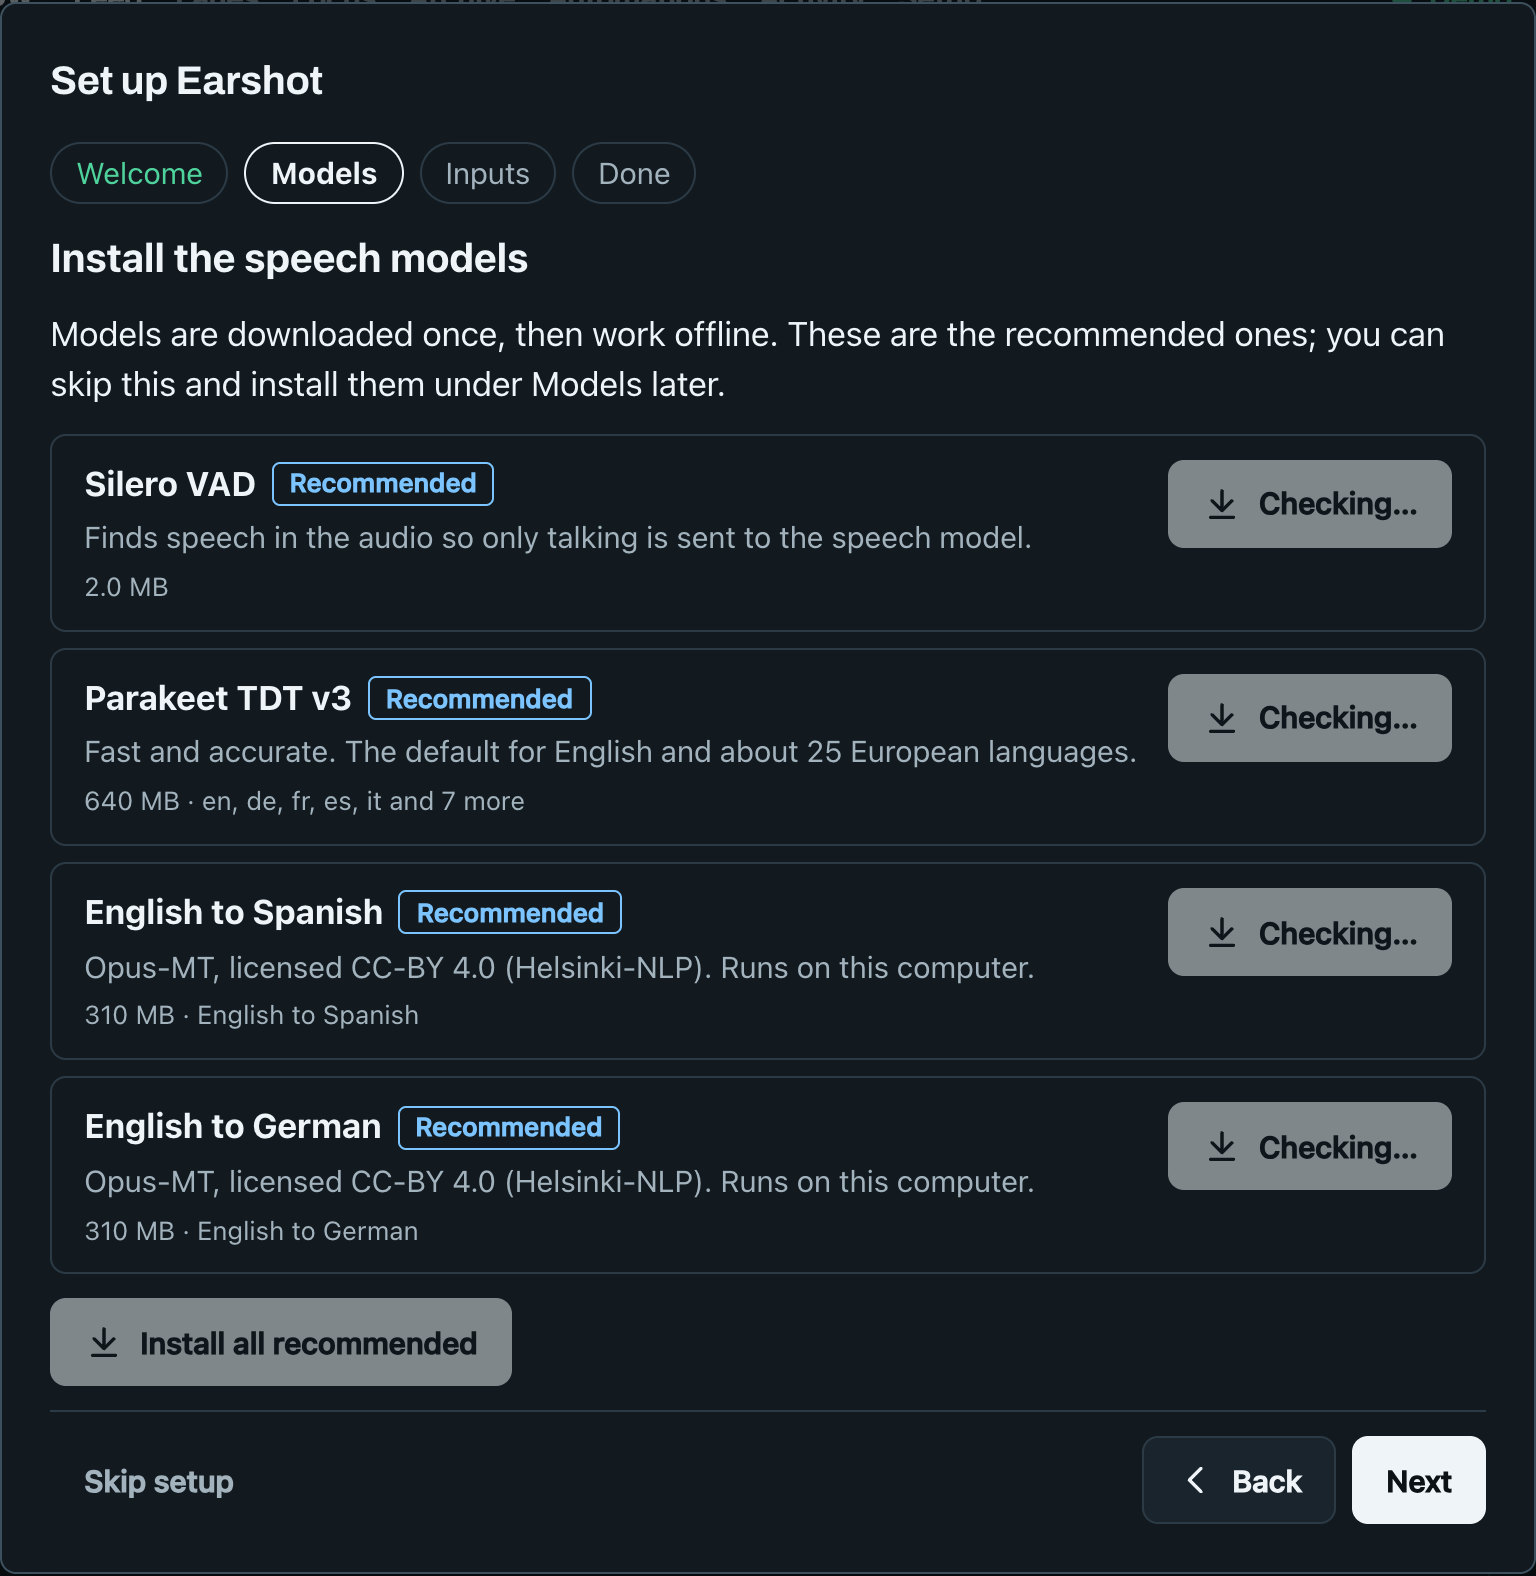 Set up Earshot
Welcome
Models
Inputs
Done
Install the speech models
Models are downloaded once, then work offline. These are the recommended ones; you can
skip this and install them under Models later.
Silero VAD
Recommended
Checking...
Finds speech in the audio so only talking is sent to the speech model.
2.0 MB
Parakeet TDT v3
Recommended
Checking...
Fast and accurate. The default for English and about 25 European languages.
640 MB · en, de, fr, es, it and 7 more
English to Spanish
Recommended
Checking...
Opus-MT, licensed CC-BY 4.0 (Helsinki-NLP). Runs on this computer.
310 MB · English to Spanish
English to German
Recommended
Checking...
Opus-MT, licensed CC-BY 4.0 (Helsinki-NLP). Runs on this computer.
310 MB · English to German
Install all recommended
Skip setup
Back
Next